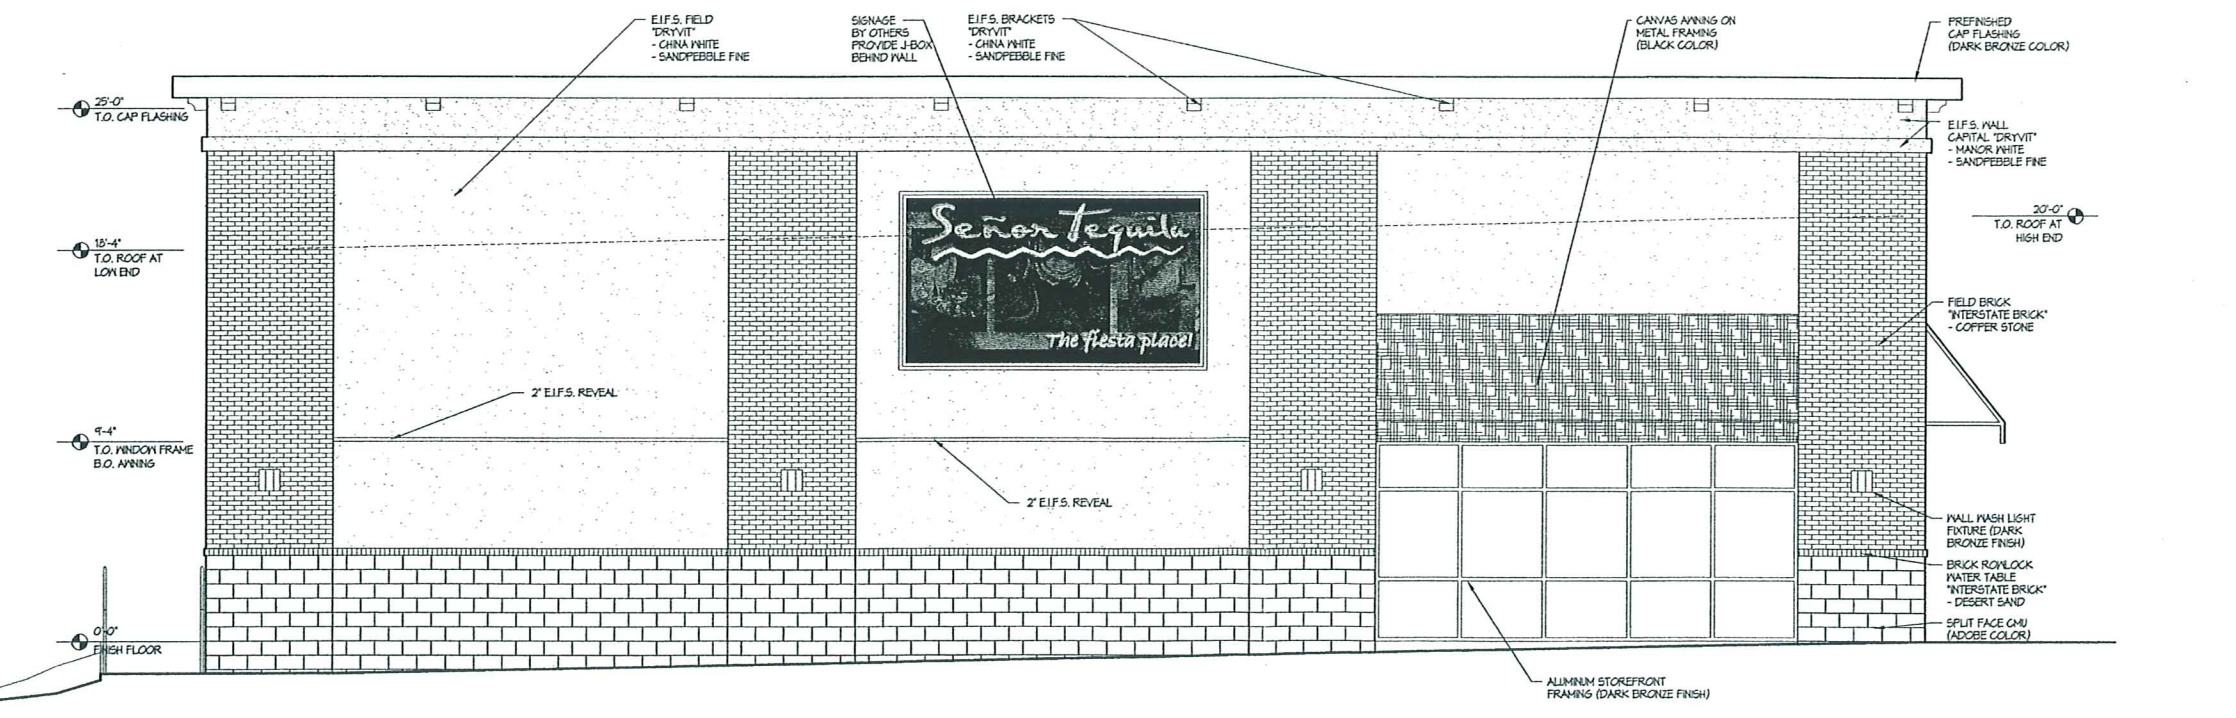 E.I.F.S. FIELD
"DRYVIT"
- CHINA WHITE
- SANDPEBBLE FINE
SIGNAGE
BY OTHERS
PROVIDE J-BOX
BEHIND WALL
E.I.F.S. BRACKETS
"DRYVIT"
- CHINA WHITE
- SANDPEBBLE FINE
CANVAS AWNING ON
METAL FRAMING
(BLACK COLOR)
PREFINISHED
CAP FLASHING
(DARK BRONZE COLOR)
25'-0"
T.O. CAP FLASHING
E.I.F.S. WALL
CAPITAL "DRYVIT"
- MANOR WHITE
- SANDPEBBLE FINE
20'-0"
T.O. ROOF AT
HIGH END
18'-4"
T.O. ROOF AT
LOW END
Señor Tequila
The fiesta place!
FIELD BRICK
"INTERSTATE BRICK"
- COPPER STONE
2" E.I.F.S. REVEAL
9'-4"
T.O. WINDOW FRAME
B.O. AWNING
2" E.I.F.S. REVEAL
WALL WASH LIGHT
FIXTURE (DARK
BRONZE FINISH)
BRICK ROWLOCK
WATER TABLE
"INTERSTATE BRICK"
- DESERT SAND
SPLIT FACE CMU
(ADOBE COLOR)
0'-0"
FINISH FLOOR
ALUMINUM STOREFRONT
FRAMING (DARK BRONZE FINISH)